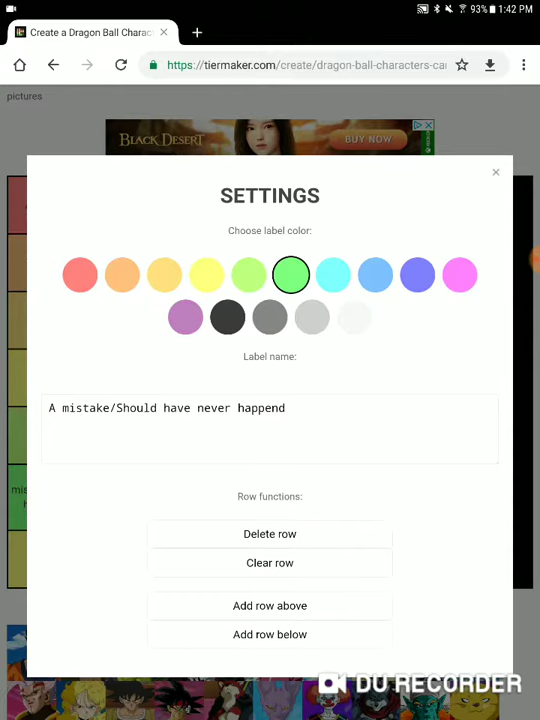 93% 1:42 PM
Create a Dragon Ball Charac
https://tiermaker.com/create/dragon-ball-characters-ca
pictures
BLACK DESERT
BUY NOW
SETTINGS
Choose label color:
Label name:
A mistake/Should have never happend
Row functions:
Delete row
Clear row
Add row above
Add row below
DU RECORDER